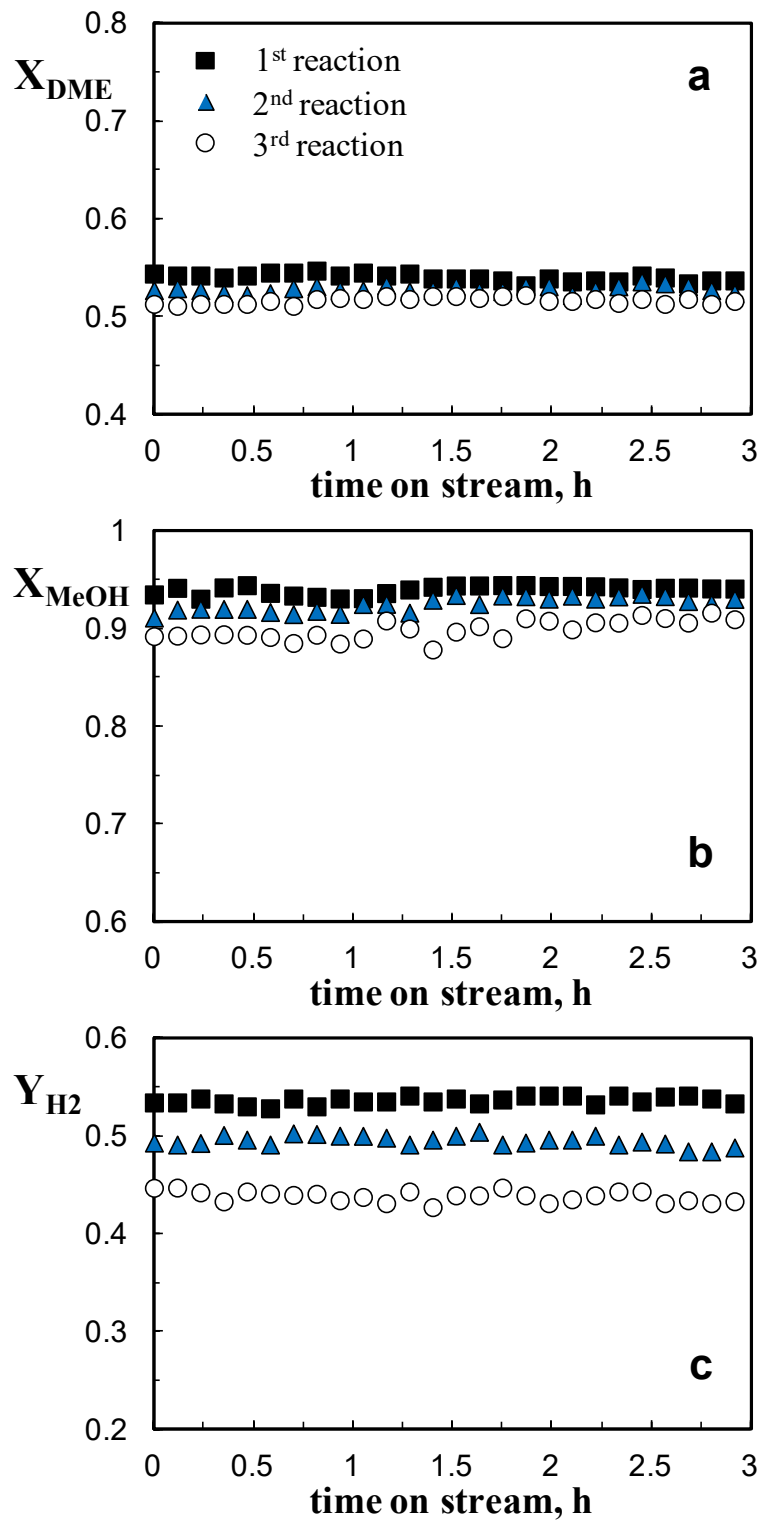 0.8
X_DME
1st reaction
a
2nd reaction
0.7
3rd reaction
0.6
0.5
0.4
0 0.5 1 1.5 2 2.5 3
time on stream, h
1
X_MeOH
0.9
0.8
0.7
b
0.6
0 0.5 1 1.5 2 2.5 3
time on stream, h
0.6
Y_H2
0.5
0.4
0.3
c
0.2
0 0.5 1 1.5 2 2.5 3
time on stream, h